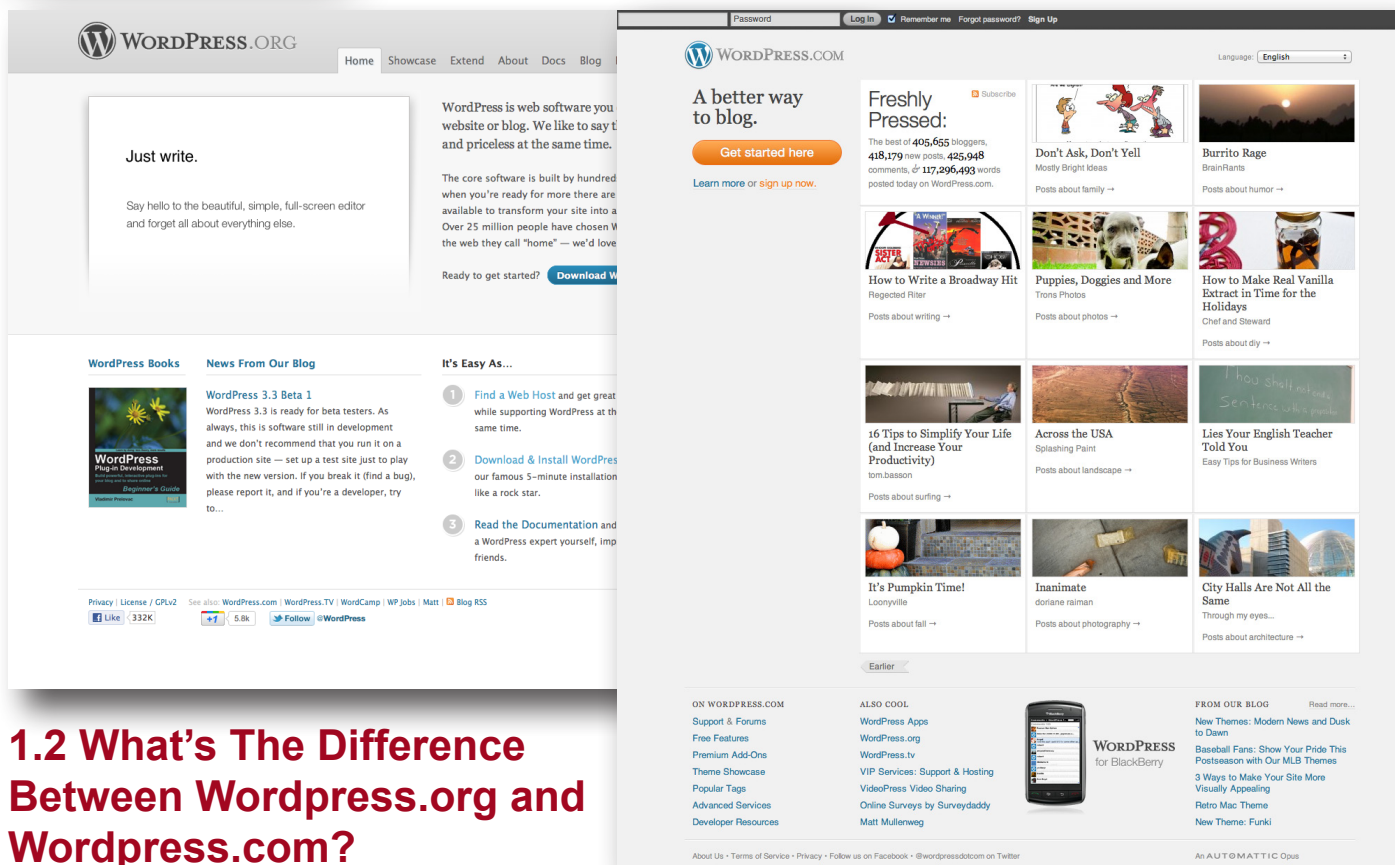 WORDPRESS.ORG
Home Showcase Extend About Docs Blog
Just write.
Say hello to the beautiful, simple, full-screen editor
and forget all about everything else.
WordPress is web software you
website or blog. We like to say
and priceless at the same time.
The core software is built by
when you're ready for more there are
available to transform your site into a
Over 25 million people have chosen
the web they call "home" — we'd love
Ready to get started? Download
WordPress Books
WordPress
Plug-in Development
Beginner's Guide
News From Our Blog
WordPress 3.3 Beta 1
WordPress 3.3 is ready for beta testers. As
always, this is software still in development
and we don't recommend that you run it on a
production site — set up a test site just to play
with the new version. If you break it (find a bug),
please report it, and if you're a developer, try
to...
It's Easy As...
1 Find a Web Host and get great
while supporting WordPress at
same time.
2 Download & Install
our famous 5-minute installation
like a rock star.
3 Read the Documentation and
a WordPress expert yourself,
friends.
Privacy | License / GPLv2 See also: WordPress.com | WordPress.TV | WordCamp | WP Jobs | Matt | Blog RSS
Like 332K +1 5.8k Follow @WordPress
1.2 What's The Difference
Between Wordpress.org and
Wordpress.com?
Password Log In Remember me Forgot password? Sign Up
WORDPRESS.COM
Language: English
A better way
to blog.
Get started here
Learn more or sign up now.
Freshly
Pressed:
Subscribe
The best of 405,655 bloggers,
418,179 new posts, 425,948
comments, & 117,296,493 words
posted today on WordPress.com.
Don't Ask, Don't Yell
Mostly Bright Ideas
Posts about family →
Burrito Rage
BrainRants
Posts about humor →
"A Wreck!"
SISTER
ACT
NEWSIES
How to Write a Broadway Hit
Regected Riter
Posts about writing →
Puppies, Doggies and More
Trons Photos
Posts about photos →
How to Make Real Vanilla
Extract in Time for the
Holidays
Chef and Steward
Posts about diy →
16 Tips to Simplify Your Life
(and Increase Your
Productivity)
tom.basson
Posts about surfing →
Across the USA
Splashing Paint
Posts about landscape →
Thou shalt not
Sentence with a
Lies Your English Teacher
Told You
Easy Tips for Business Writers
It's Pumpkin Time!
Loonyville
Posts about fall →
Inanimate
doriane raiman
Posts about photography →
City Halls Are Not All the
Same
Through my eyes...
Posts about architecture →
Earlier
ON WORDPRESS.COM
Support & Forums
Free Features
Premium Add-Ons
Theme Showcase
Popular Tags
Advanced Services
Developer Resources
ALSO COOL
WordPress Apps
WordPress.org
WordPress.tv
VIP Services: Support & Hosting
VideoPress Video Sharing
Online Surveys by Surveydaddy
Matt Mullenweg
WORDPRESS
for BlackBerry
FROM OUR BLOG Read more...
New Themes: Modern News and Dusk
to Dawn
Baseball Fans: Show Your Pride This
Postseason with Our MLB Themes
3 Ways to Make Your Site More
Visually Appealing
Retro Mac Theme
New Theme: Funki
About Us • Terms of Service • Privacy • Follow us on Facebook • @wordpressdotcom on Twitter
An AUTOMATTIC Opus